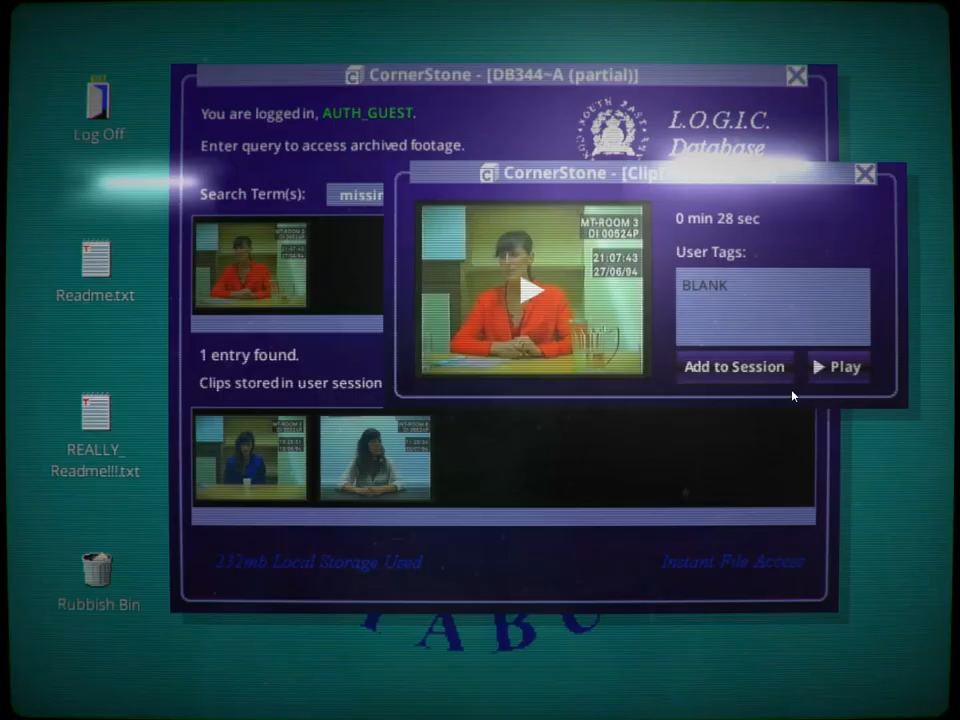 CornerStone - [DB344~A (partial)]
You are logged in, AUTH_GUEST.
Enter query to access archived footage.
L.O.G.I.C.
Database
SOUTH EAST
Log Off
Search Term(s):
missin
CornerStone - [Clip
MT-ROOM 3
DI 00524P
21:07:43
27/06/94
0 min 28 sec
User Tags:
BLANK
Add to Session
Play
Readme.txt
1 entry found.
Clips stored in user session
REALLY_
Readme!!!.txt
232mb Local Storage Used
Instant File Access
Rubbish Bin